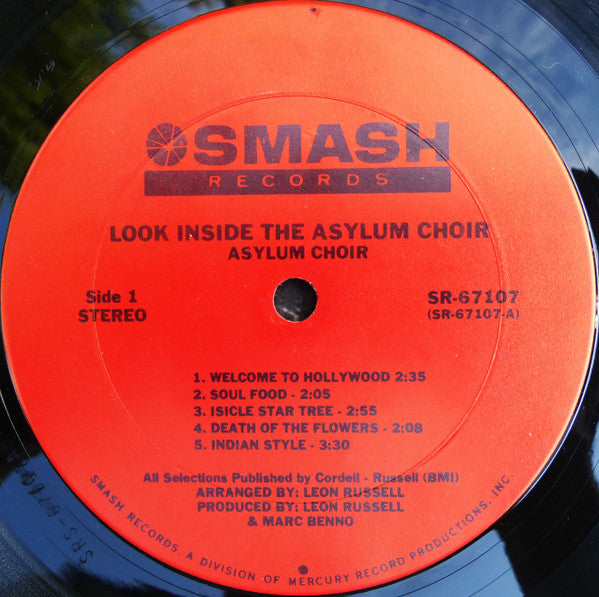 SMASH
RECORDS
LOOK INSIDE THE ASYLUM CHOIR
ASYLUM CHOIR
Side 1
STEREO
SR-67107
(SR-67107-A)
1. WELCOME TO HOLLYWOOD 2:35
2. SOUL FOOD - 2:05
3. ISICLE STAR TREE - 2:55
4. DEATH OF THE FLOWERS - 2:08
5. INDIAN STYLE - 3:30
All Selections Published by Cordell - Russell (BMI)
ARRANGED BY: LEON RUSSELL
PRODUCED BY: LEON RUSSELL
& MARC BENNO
SMASH RECORDS, A DIVISION OF MERCURY RECORD PRODUCTIONS, INC.